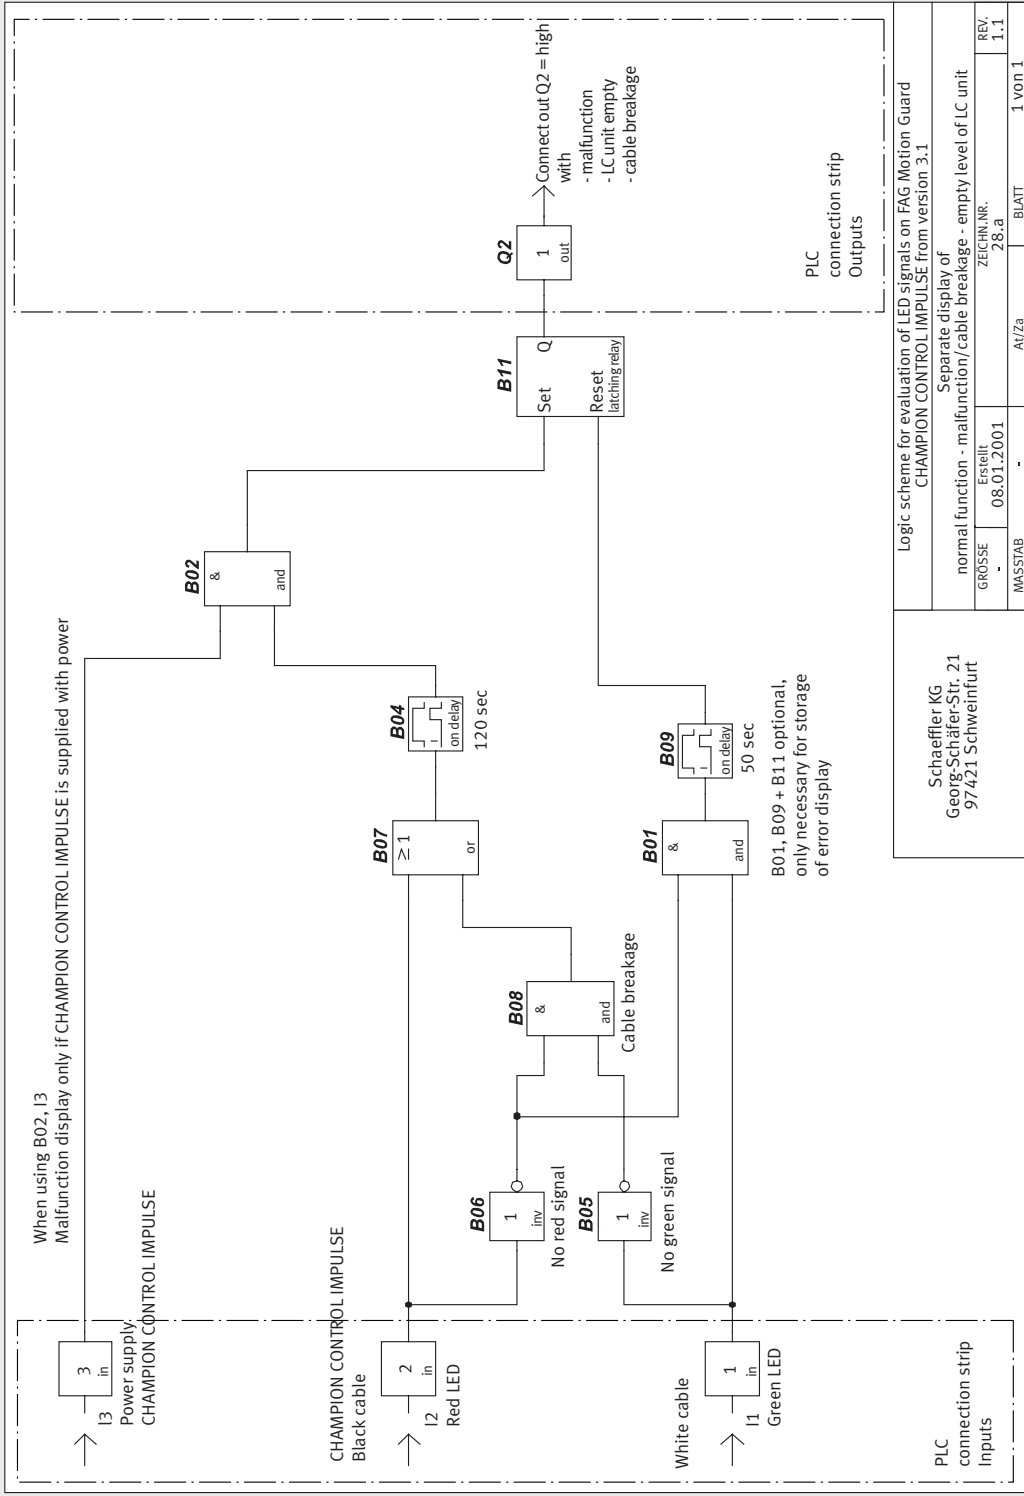 When using B02, I3
Malfunction display only if CHAMPION CONTROL IMPULSE is supplied with power
3
in
I3
Power supply
CHAMPION CONTROL IMPULSE
B02
&
and
CHAMPION CONTROL IMPULSE
Black cable
2
in
I2
Red LED
B07
≥ 1
or
B04
on delay
120 sec
B06
1
inv
No red signal
B08
&
and
Cable breakage
B11
Set
Q
Reset
latching relay
Q2
1
out
Connect out Q2 = high
with
- malfunction
- LC unit empty
- cable breakage
B05
1
inv
No green signal
White cable
1
in
I1
Green LED
B01
&
and
B09
on delay
50 sec
B01, B09 + B11 optional,
only necessary for storage
of error display
PLC
connection strip
Inputs
PLC
connection strip
Outputs
Schaeffler KG
Georg-Schäfer-Str. 21
97421 Schweinfurt
Logic scheme for evaluation of LED signals on FAG Motion Guard
CHAMPION CONTROL IMPULSE from version 3.1
Separate display of
normal function - malfunction/cable breakage - empty level of LC unit
GRÖSSE
-
Erstellt
08.01.2001
ZEICHN.NR.
28.a
REV.
1.1
MASSTAB
-
At/Za
BLATT
1 von 1